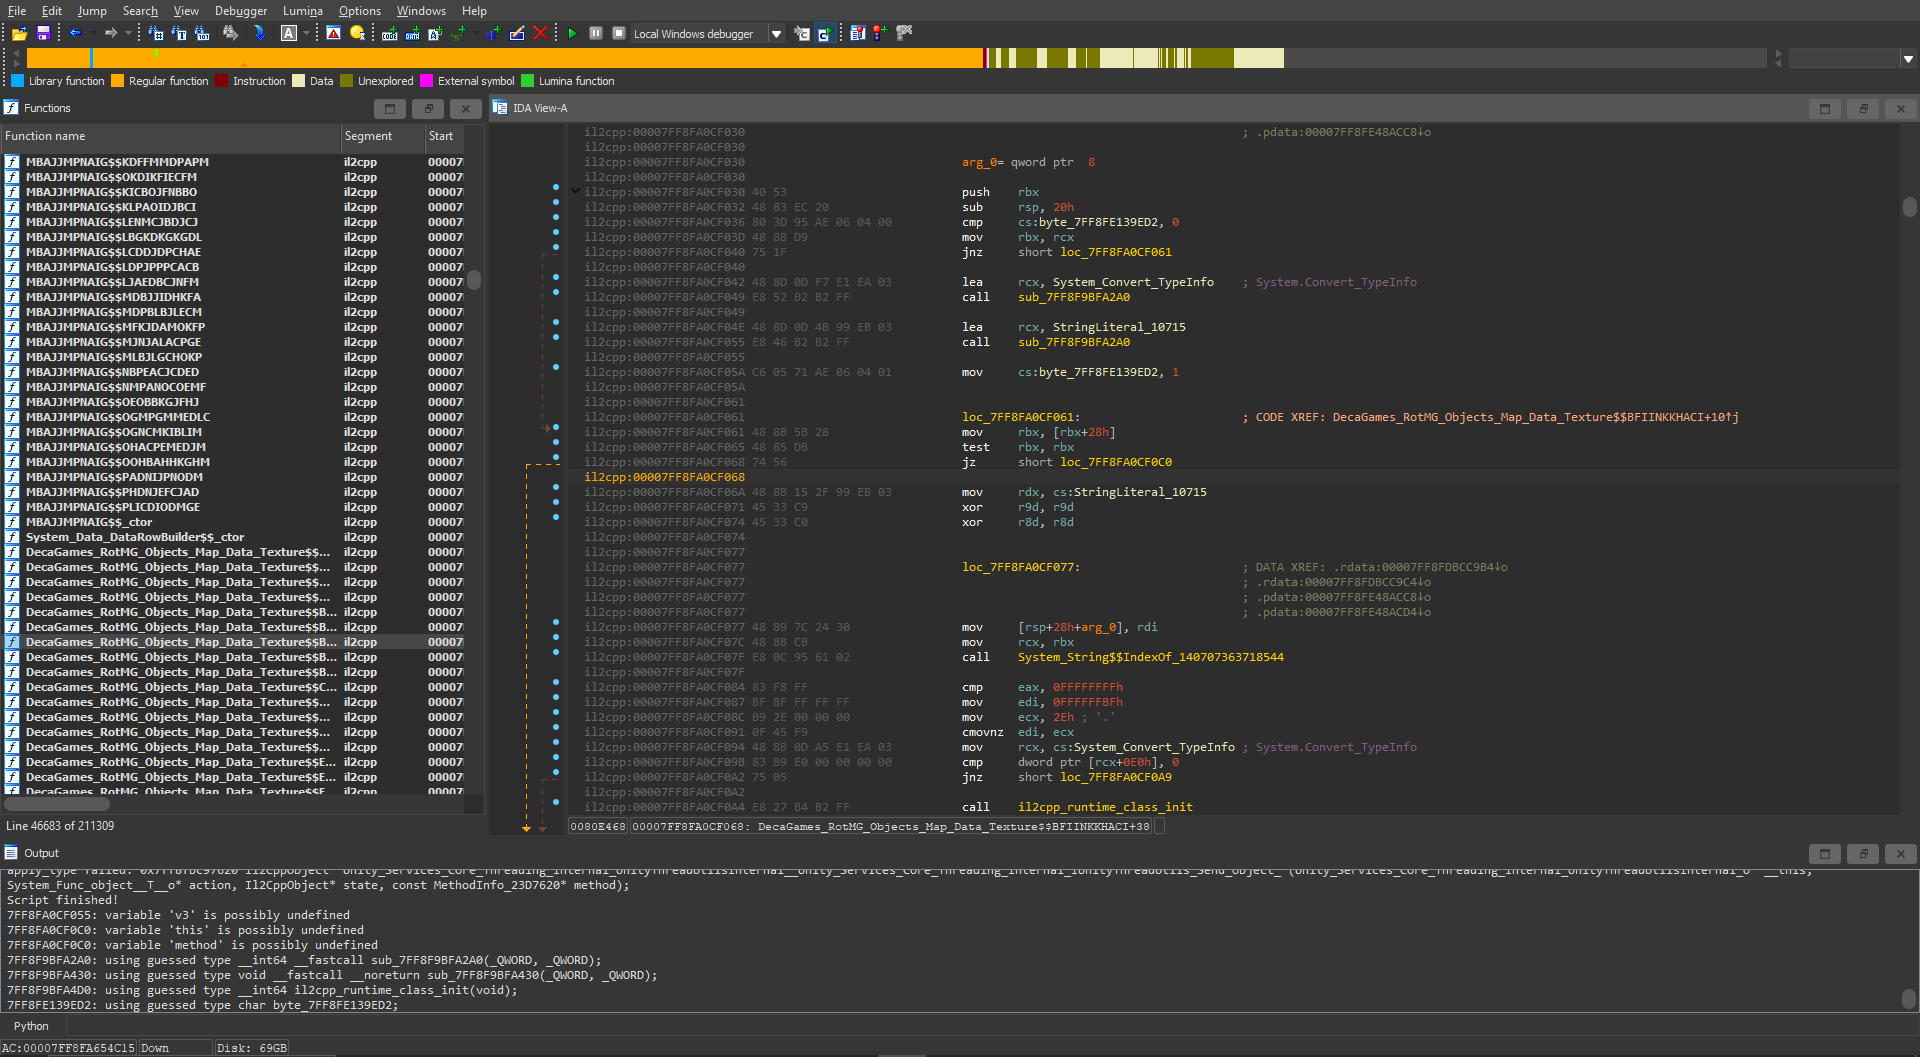 File Edit Jump Search View Debugger Lumina Options Windows Help
Local Windows debugger
Library function Regular function Instruction Data Unexplored External symbol Lumina function
Functions
Function name Segment Start
MBAJJMPNAIG$$KDFFMMDPAPM il2cpp 00007
MBAJJMPNAIG$$OKDIKFIECFM il2cpp 00007
MBAJJMPNAIG$$KICBOJFNBBO il2cpp 00007
MBAJJMPNAIG$$KLPAOIDJBCI il2cpp 00007
MBAJJMPNAIG$$LENMCJBDJCJ il2cpp 00007
MBAJJMPNAIG$$LBGKDKGKGDL il2cpp 00007
MBAJJMPNAIG$$LCDDJDPCHAE il2cpp 00007
MBAJJMPNAIG$$LDPJPPPCACB il2cpp 00007
MBAJJMPNAIG$$LJAEDBCJNFM il2cpp 00007
MBAJJMPNAIG$$MDBJJIDHKFA il2cpp 00007
MBAJJMPNAIG$$MDPBLBJLECM il2cpp 00007
MBAJJMPNAIG$$MFKJDAMOKFP il2cpp 00007
MBAJJMPNAIG$$MJNJALACPGE il2cpp 00007
MBAJJMPNAIG$$MLBJLGCHOKP il2cpp 00007
MBAJJMPNAIG$$NBPEACJCDED il2cpp 00007
MBAJJMPNAIG$$NMPANOCOEMF il2cpp 00007
MBAJJMPNAIG$$OEOBBKGJFHJ il2cpp 00007
MBAJJMPNAIG$$OGMPGMMEDLC il2cpp 00007
MBAJJMPNAIG$$OGNCMKIBLIM il2cpp 00007
MBAJJMPNAIG$$OHACPEMEDJM il2cpp 00007
MBAJJMPNAIG$$OOHBAHHKGHM il2cpp 00007
MBAJJMPNAIG$$PADNIJPNODM il2cpp 00007
MBAJJMPNAIG$$PHDNJEFCJAD il2cpp 00007
MBAJJMPNAIG$$PLICDIODMGE il2cpp 00007
MBAJJMPNAIG$$_ctor il2cpp 00007
System_Data_DataRowBuilder$$_ctor il2cpp 00007
DecaGames_RotMG_Objects_Map_Data_Texture$$... il2cpp 00007
DecaGames_RotMG_Objects_Map_Data_Texture$$... il2cpp 00007
DecaGames_RotMG_Objects_Map_Data_Texture$$... il2cpp 00007
DecaGames_RotMG_Objects_Map_Data_Texture$$... il2cpp 00007
DecaGames_RotMG_Objects_Map_Data_Texture$$B... il2cpp 00007
DecaGames_RotMG_Objects_Map_Data_Texture$$B... il2cpp 00007
DecaGames_RotMG_Objects_Map_Data_Texture$$B... il2cpp 00007
DecaGames_RotMG_Objects_Map_Data_Texture$$B... il2cpp 00007
DecaGames_RotMG_Objects_Map_Data_Texture$$B... il2cpp 00007
DecaGames_RotMG_Objects_Map_Data_Texture$$C... il2cpp 00007
DecaGames_RotMG_Objects_Map_Data_Texture$$... il2cpp 00007
DecaGames_RotMG_Objects_Map_Data_Texture$$... il2cpp 00007
DecaGames_RotMG_Objects_Map_Data_Texture$$... il2cpp 00007
DecaGames_RotMG_Objects_Map_Data_Texture$$... il2cpp 00007
DecaGames_RotMG_Objects_Map_Data_Texture$$E... il2cpp 00007
DecaGames_RotMG_Objects_Map_Data_Texture$$E... il2cpp 00007
DecaGames_RotMG_Objects_Map_Data_Texture$$F... il2cpp 00007
Line 46683 of 211309
IDA View-A
il2cpp:00007FF8FA0CF030 ; .pdata:00007FF8FE48ACC8↓o
il2cpp:00007FF8FA0CF030
il2cpp:00007FF8FA0CF030 arg_0= qword ptr 8
il2cpp:00007FF8FA0CF030
il2cpp:00007FF8FA0CF030 40 53 push rbx
il2cpp:00007FF8FA0CF032 48 83 EC 20 sub rsp, 20h
il2cpp:00007FF8FA0CF036 80 3D 95 AE 06 04 00 cmp cs:byte_7FF8FE139ED2, 0
il2cpp:00007FF8FA0CF03D 48 8B D9 mov rbx, rcx
il2cpp:00007FF8FA0CF040 75 1F jnz short loc_7FF8FA0CF061
il2cpp:00007FF8FA0CF040
il2cpp:00007FF8FA0CF042 48 8D 0D F7 E1 EA 03 lea rcx, System_Convert_TypeInfo ; System.Convert_TypeInfo
il2cpp:00007FF8FA0CF049 E8 52 B2 B2 FF call sub_7FF8F9BFA2A0
il2cpp:00007FF8FA0CF049
il2cpp:00007FF8FA0CF04E 48 8D 0D 4B 99 EB 03 lea rcx, StringLiteral_10715
il2cpp:00007FF8FA0CF055 E8 46 B2 B2 FF call sub_7FF8F9BFA2A0
il2cpp:00007FF8FA0CF055
il2cpp:00007FF8FA0CF05A C6 05 71 AE 06 04 01 mov cs:byte_7FF8FE139ED2, 1
il2cpp:00007FF8FA0CF05A
il2cpp:00007FF8FA0CF061
il2cpp:00007FF8FA0CF061 loc_7FF8FA0CF061: ; CODE XREF: DecaGames_RotMG_Objects_Map_Data_Texture$$BFIINKKHACI+10↑j
il2cpp:00007FF8FA0CF061 48 8B 5B 28 mov rbx, [rbx+28h]
il2cpp:00007FF8FA0CF065 48 85 DB test rbx, rbx
il2cpp:00007FF8FA0CF068 74 56 jz short loc_7FF8FA0CF0C0
il2cpp:00007FF8FA0CF068
il2cpp:00007FF8FA0CF06A 48 8B 15 2F 99 EB 03 mov rdx, cs:StringLiteral_10715
il2cpp:00007FF8FA0CF071 45 33 C9 xor r9d, r9d
il2cpp:00007FF8FA0CF074 45 33 C0 xor r8d, r8d
il2cpp:00007FF8FA0CF074
il2cpp:00007FF8FA0CF077
il2cpp:00007FF8FA0CF077 loc_7FF8FA0CF077: ; DATA XREF: .rdata:00007FF8FDBCC9B4↓o
il2cpp:00007FF8FA0CF077 ; .rdata:00007FF8FDBCC9C4↓o
il2cpp:00007FF8FA0CF077 ; .pdata:00007FF8FE48ACC8↓o
il2cpp:00007FF8FA0CF077 ; .pdata:00007FF8FE48ACD4↓o
il2cpp:00007FF8FA0CF077 48 89 7C 24 30 mov [rsp+28h+arg_0], rdi
il2cpp:00007FF8FA0CF07C 48 8B CB mov rcx, rbx
il2cpp:00007FF8FA0CF07F E8 0C 95 61 02 call System_String$$IndexOf_140707363718544
il2cpp:00007FF8FA0CF07F
il2cpp:00007FF8FA0CF084 83 F8 FF cmp eax, 0FFFFFFFFh
il2cpp:00007FF8FA0CF087 BF BF FF FF FF mov edi, 0FFFFFFBFh
il2cpp:00007FF8FA0CF08C B9 2E 00 00 00 mov ecx, 2Eh ; '.'
il2cpp:00007FF8FA0CF091 0F 45 F9 cmovnz edi, ecx
il2cpp:00007FF8FA0CF094 48 8B 0D A5 E1 EA 03 mov rcx, cs:System_Convert_TypeInfo ; System.Convert_TypeInfo
il2cpp:00007FF8FA0CF09B 83 B9 E0 00 00 00 00 cmp dword ptr [rcx+0E0h], 0
il2cpp:00007FF8FA0CF0A2 75 05 jnz short loc_7FF8FA0CF0A9
il2cpp:00007FF8FA0CF0A2
il2cpp:00007FF8FA0CF0A4 E8 27 B4 B2 FF call il2cpp_runtime_class_init
0080E468 00007FF8FA0CF068: DecaGames_RotMG_Objects_Map_Data_Texture$$BFIINKKHACI+38
Output
System_Func_object__T__o* action, Il2CppObject* state, const MethodInfo_23D7620* method);
Script finished!
7FF8FA0CF055: variable 'v3' is possibly undefined
7FF8FA0CF0C0: variable 'this' is possibly undefined
7FF8FA0CF0C0: variable 'method' is possibly undefined
7FF8F9BFA2A0: using guessed type __int64 __fastcall sub_7FF8F9BFA2A0(_QWORD, _QWORD);
7FF8F9BFA430: using guessed type void __fastcall __noreturn sub_7FF8F9BFA430(_QWORD, _QWORD);
7FF8F9BFA4D0: using guessed type __int64 il2cpp_runtime_class_init(void);
7FF8FE139ED2: using guessed type char byte_7FF8FE139ED2;
Python
AC:00007FF8FA654C15 Down Disk: 69GB